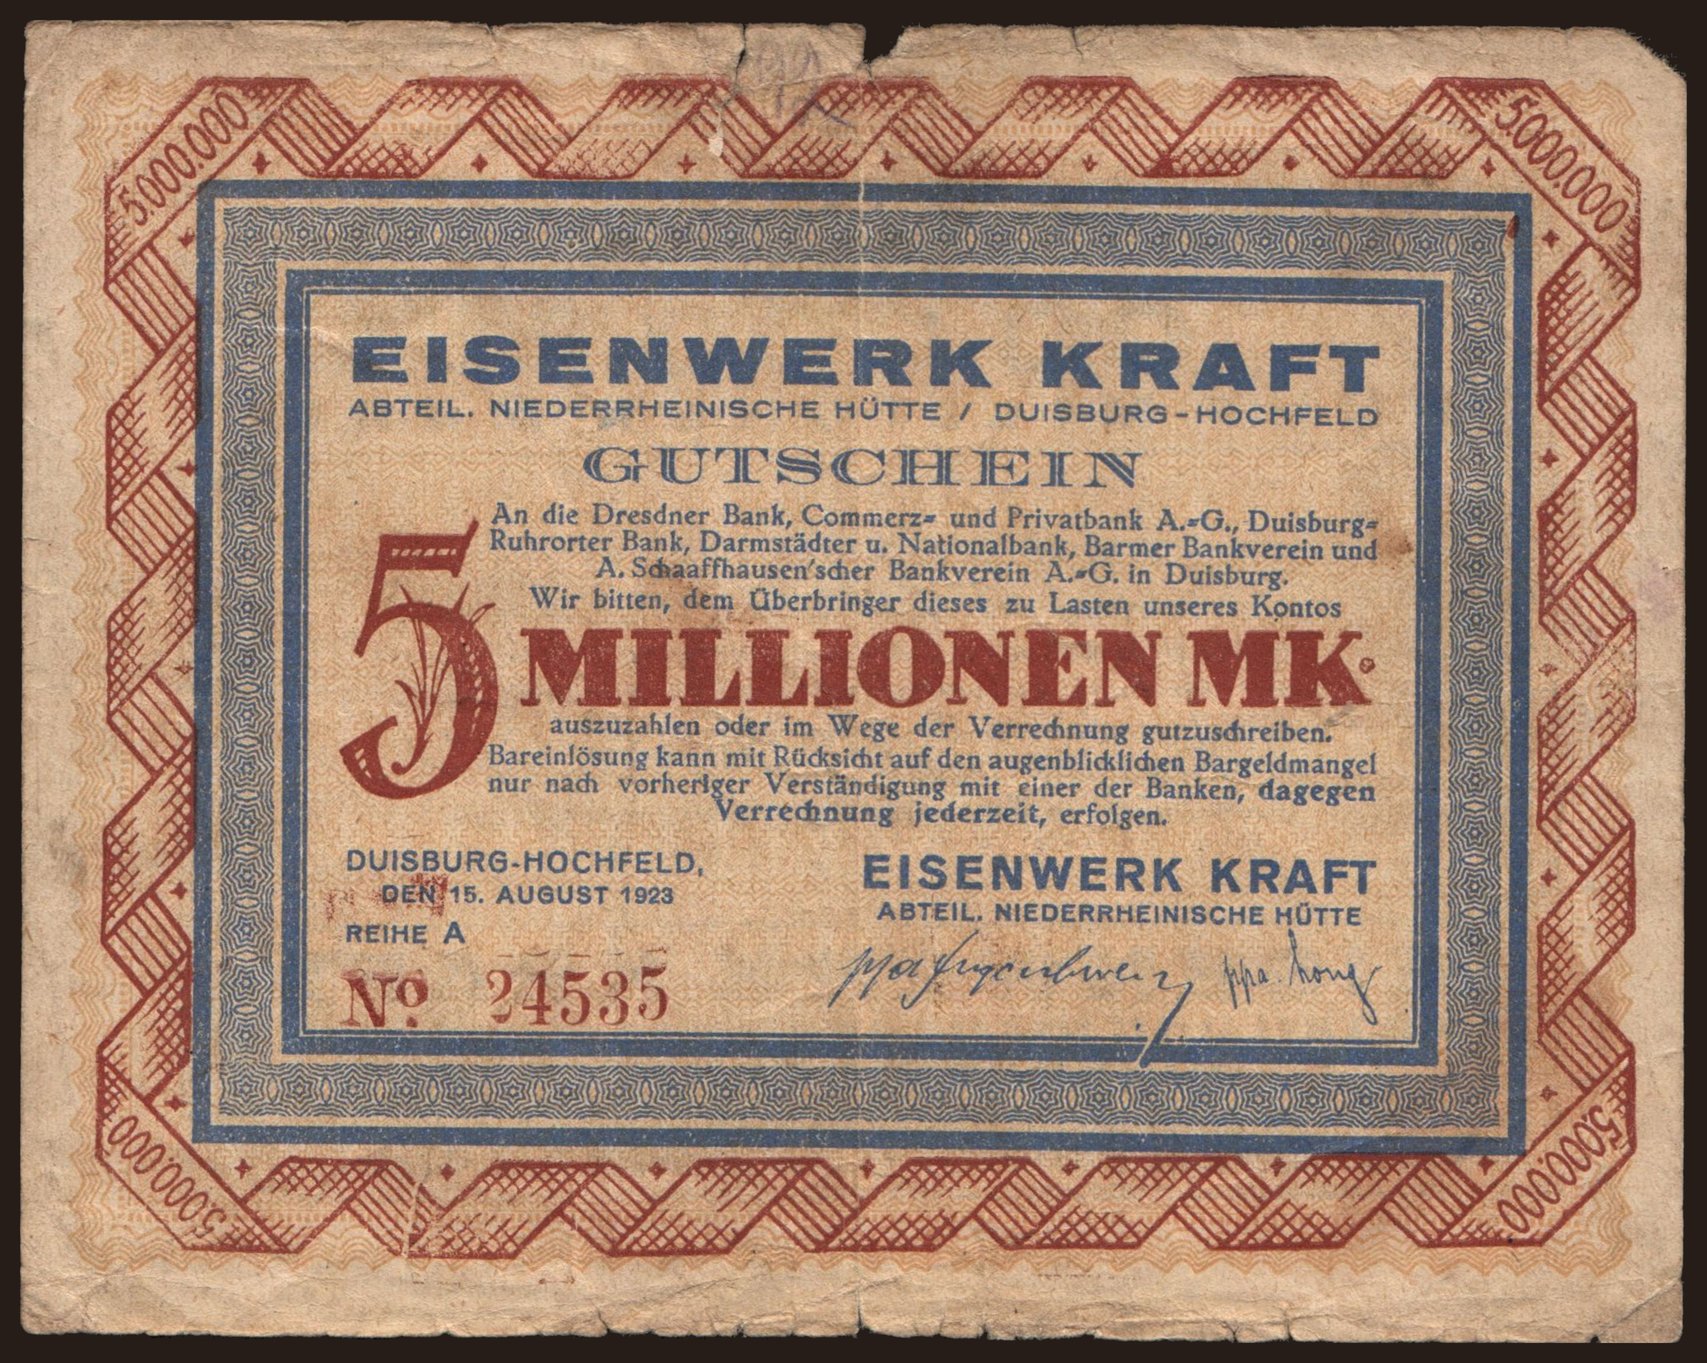 5.000.000
5.000.000
EISENWERK KRAFT
ABTEIL. NIEDERRHEINISCHE HÜTTE / DUISBURG-HOCHFELD
GUTSCHEIN
An die Dresdner Bank, Commerz- und Privatbank A.-G., Duisburg-
Ruhrorter Bank, Darmstädter u. Nationalbank, Barmer Bankverein und
A. Schaaffhausen'scher Bankverein A.-G. in Duisburg.
Wir bitten, dem Überbringer dieses zu Lasten unseres Kontos
5 MILLIONEN MK.
auszuzahlen oder im Wege der Verrechnung gutzuschreiben.
Bareinlösung kann mit Rücksicht auf den augenblicklichen Bargeldmangel
nur nach vorheriger Verständigung mit einer der Banken, dagegen
Verrechnung jederzeit, erfolgen.
DUISBURG-HOCHFELD,
DEN 15. AUGUST 1923
REIHE A
No. 24535
EISENWERK KRAFT
ABTEIL. NIEDERRHEINISCHE HÜTTE
ppa
ppa.
5.000.000
5.000.000